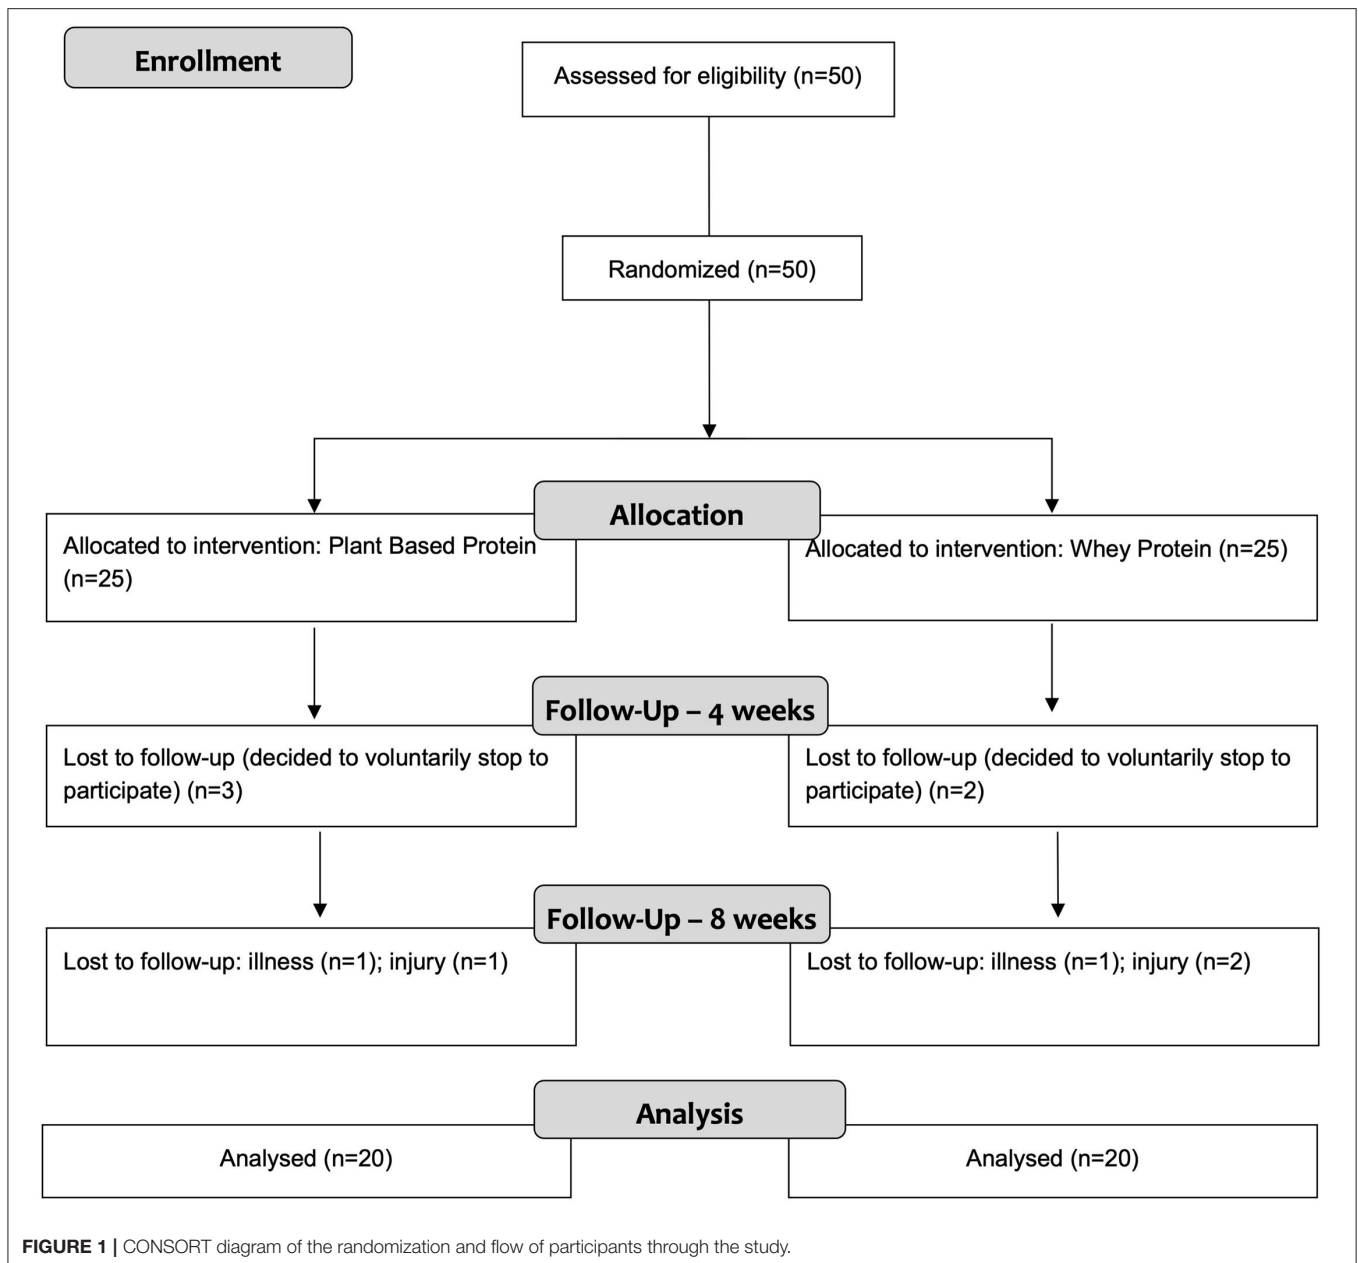 Enrollment
Assessed for eligibility (n=50)
Randomized (n=50)
Allocation
Allocated to intervention: Plant Based Protein
(n=25)
Allocated to intervention: Whey Protein (n=25)
Follow-Up – 4 weeks
Lost to follow-up (decided to voluntarily stop to
participate) (n=3)
Lost to follow-up (decided to voluntarily stop to
participate) (n=2)
Follow-Up – 8 weeks
Lost to follow-up: illness (n=1); injury (n=1)
Lost to follow-up: illness (n=1); injury (n=2)
Analysis
Analysed (n=20)
Analysed (n=20)
FIGURE 1 | CONSORT diagram of the randomization and flow of participants through the study.